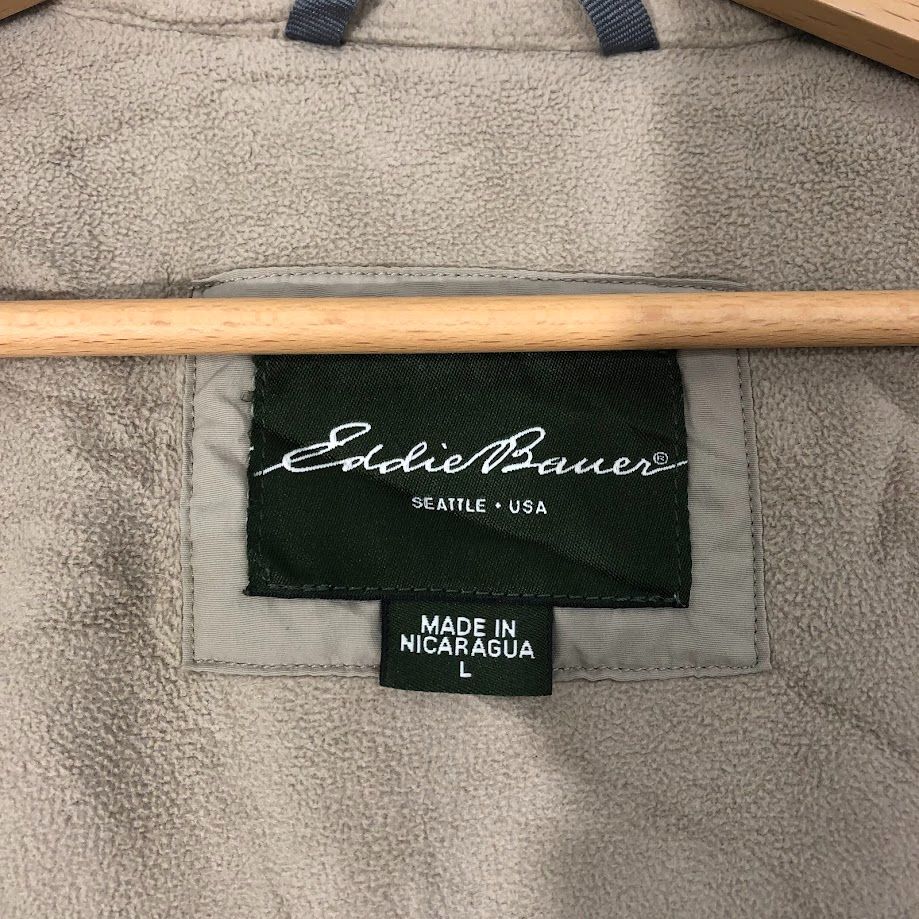 Eddie Bauer®
SEATTLE • USA
MADE IN
NICARAGUA
L